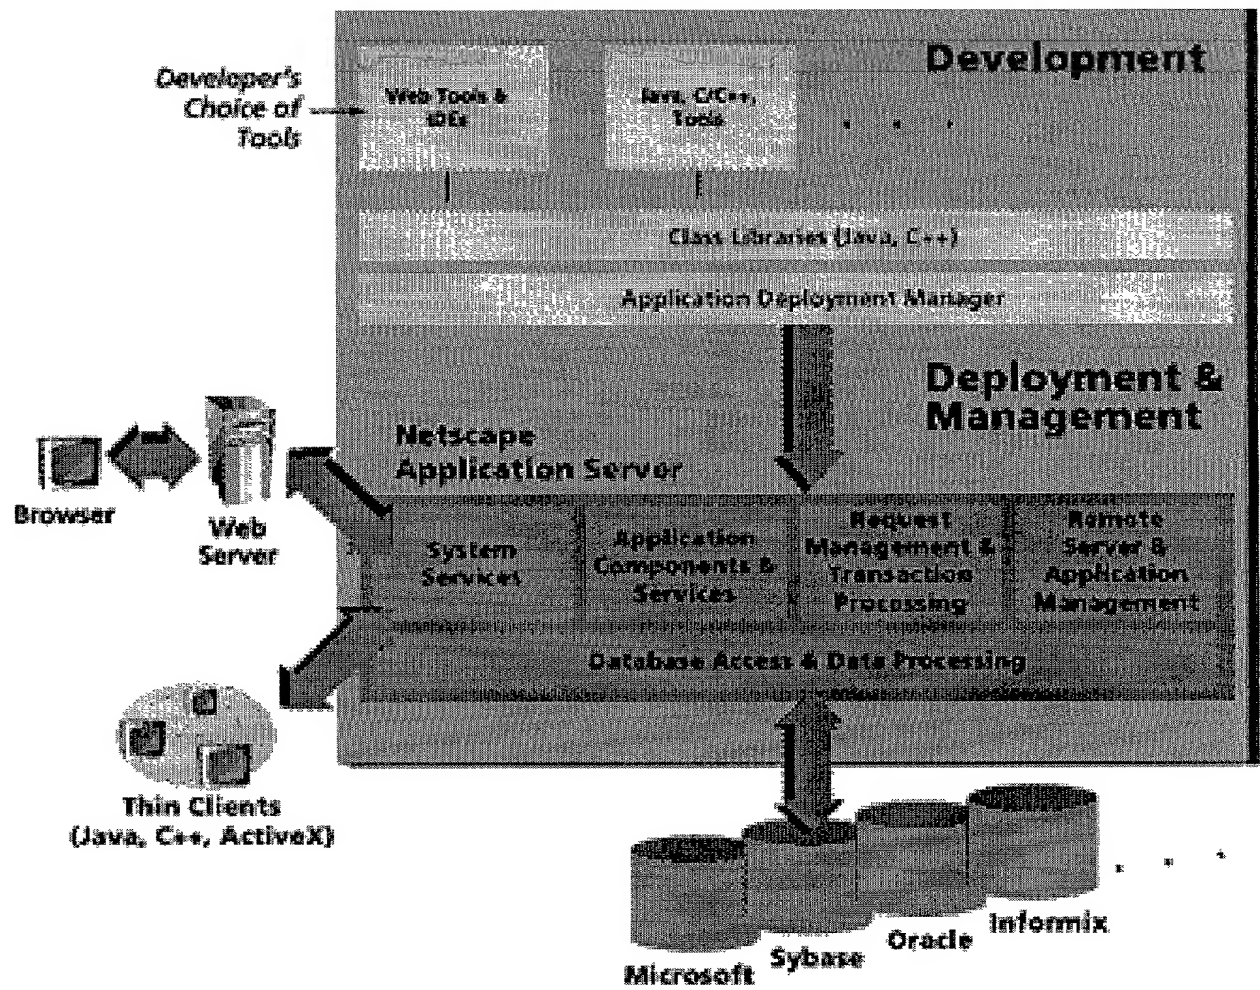 Development
Developer's
Choice of
Tools
Web Tools &
IDEs
Java, C/C++,
Tools
. . .
Class Libraries (Java, C++)
Application Deployment Manager
Deployment &
Management
Netscape
Application Server
Browser
Web
Server
System
Services
Application
Components &
Services
Request
Management &
Transaction
Processing
Remote
Server &
Application
Management
Database Access & Data Processing
Thin Clients
(Java, C++, ActiveX)
Microsoft
Sybase
Oracle
Informix
. . .